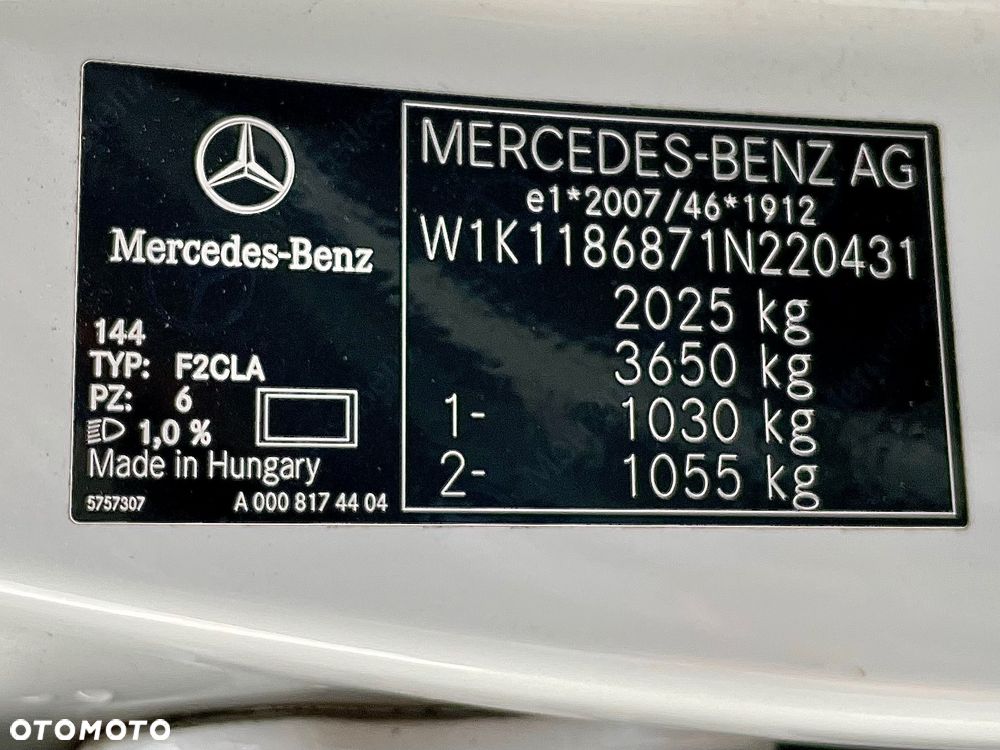 Mercedes-Benz
144
TYP: F2CLA
PZ: 6
1,0 %
Made in Hungary
5757307 A 000 817 44 04
MERCEDES-BENZ AG
e1*2007/46*1912
W1K1186871N220431
2025 kg
3650 kg
1- 1030 kg
2- 1055 kg
OTOMOTO